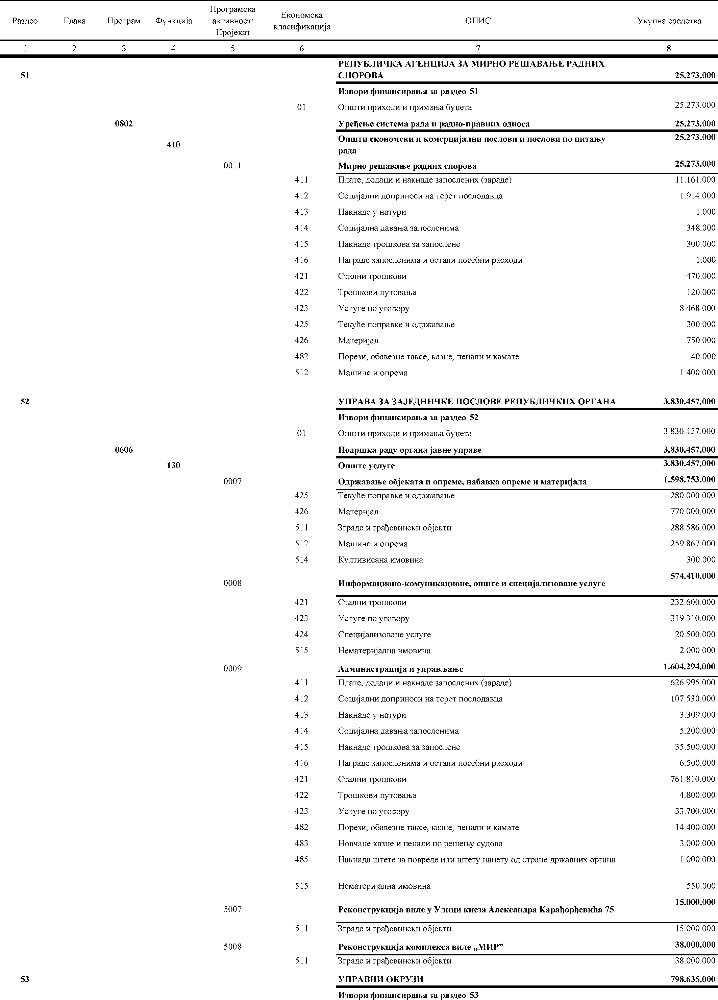 Раздео Глава Програм Функција Програмска активност/ Пројекат Економска класификација ОПИС Укупна средства
1 2 3 4 5 6 7 8
51 РЕПУБЛИЧКА АГЕНЦИЈА ЗА МИРНО РЕШАВАЊЕ РАДНИХ
СПОРОВА 25.273.000
Извори финансирања за раздео 51
01 Општи приходи и примања буџета 25.273.000
0802 Уређење система рада и радно-правних односа 25.273.000
410 Општи економски и комерцијални послови и послови по питању 25.273.000
рада
0011 Мирно решавање радних спорова 25.273.000
411 Плате, додаци и накнаде запослених (зараде) 11.161.000
412 Социјални доприноси на терет послодавца 1.914.000
413 Накнаде у натури 1.000
414 Социјална давања запосленима 348.000
415 Накнаде трошкова за запослене 300.000
416 Награде запосленима и остали посебни расходи 1.000
421 Стални трошкови 470.000
422 Трошкови путовања 120.000
423 Услуге по уговору 8.468.000
425 Текуће поправке и одржавање 300.000
426 Материјал 750.000
482 Порези, обавезне таксе, казне, пенали и камате 40.000
512 Машине и опрема 1.400.000
52 УПРАВА ЗА ЗАЈЕДНИЧКЕ ПОСЛОВЕ РЕПУБЛИЧКИХ ОРГАНА 3.830.457.000
Извори финансирања за раздео 52
01 Општи приходи и примања буџета 3.830.457.000
0606 Подршка раду органа јавне управе 3.830.457.000
130 Опште услуге 3.830.457.000
0007 Одржавање објеката и опреме, набавка опреме и материјала 1.598.753.000
425 Текуће поправке и одржавање 280.000.000
426 Материјал 770.000.000
511 Зграде и грађевински објекти 288.586.000
512 Машине и опрема 259.867.000
514 Култивисана имовина 300.000
0008 Информационо-комуникационе, опште и специјализоване услуге 574.410.000
421 Стални трошкови 232.600.000
423 Услуге по уговору 319.310.000
424 Специјализоване услуге 20.500.000
515 Нематеријална имовина 2.000.000
0009 Администрација и управљање 1.604.294.000
411 Плате, додаци и накнаде запослених (зараде) 626.995.000
412 Социјални доприноси на терет послодавца 107.530.000
413 Накнаде у натури 3.309.000
414 Социјална давања запосленима 5.200.000
415 Накнаде трошкова за запослене 35.500.000
416 Награде запосленима и остали посебни расходи 6.500.000
421 Стални трошкови 761.810.000
422 Трошкови путовања 4.800.000
423 Услуге по уговору 33.700.000
482 Порези, обавезне таксе, казне, пенали и камате 14.400.000
483 Новчане казне и пенали по решењу судова 3.000.000
485 Накнада штете за повреде или штету нанету од стране државних органа 1.000.000
515 Нематеријална имовина 550.000
5007 Реконструкција виле у Улици кнеза Александра Карађорђевића 75 15.000.000
511 Зграде и грађевински објекти 15.000.000
5008 Реконструкција комплекса виле „МИР” 38.000.000
511 Зграде и грађевински објекти 38.000.000
53 УПРАВНИ ОКРУЗИ 798.635.000
Извори финансирања за раздео 53